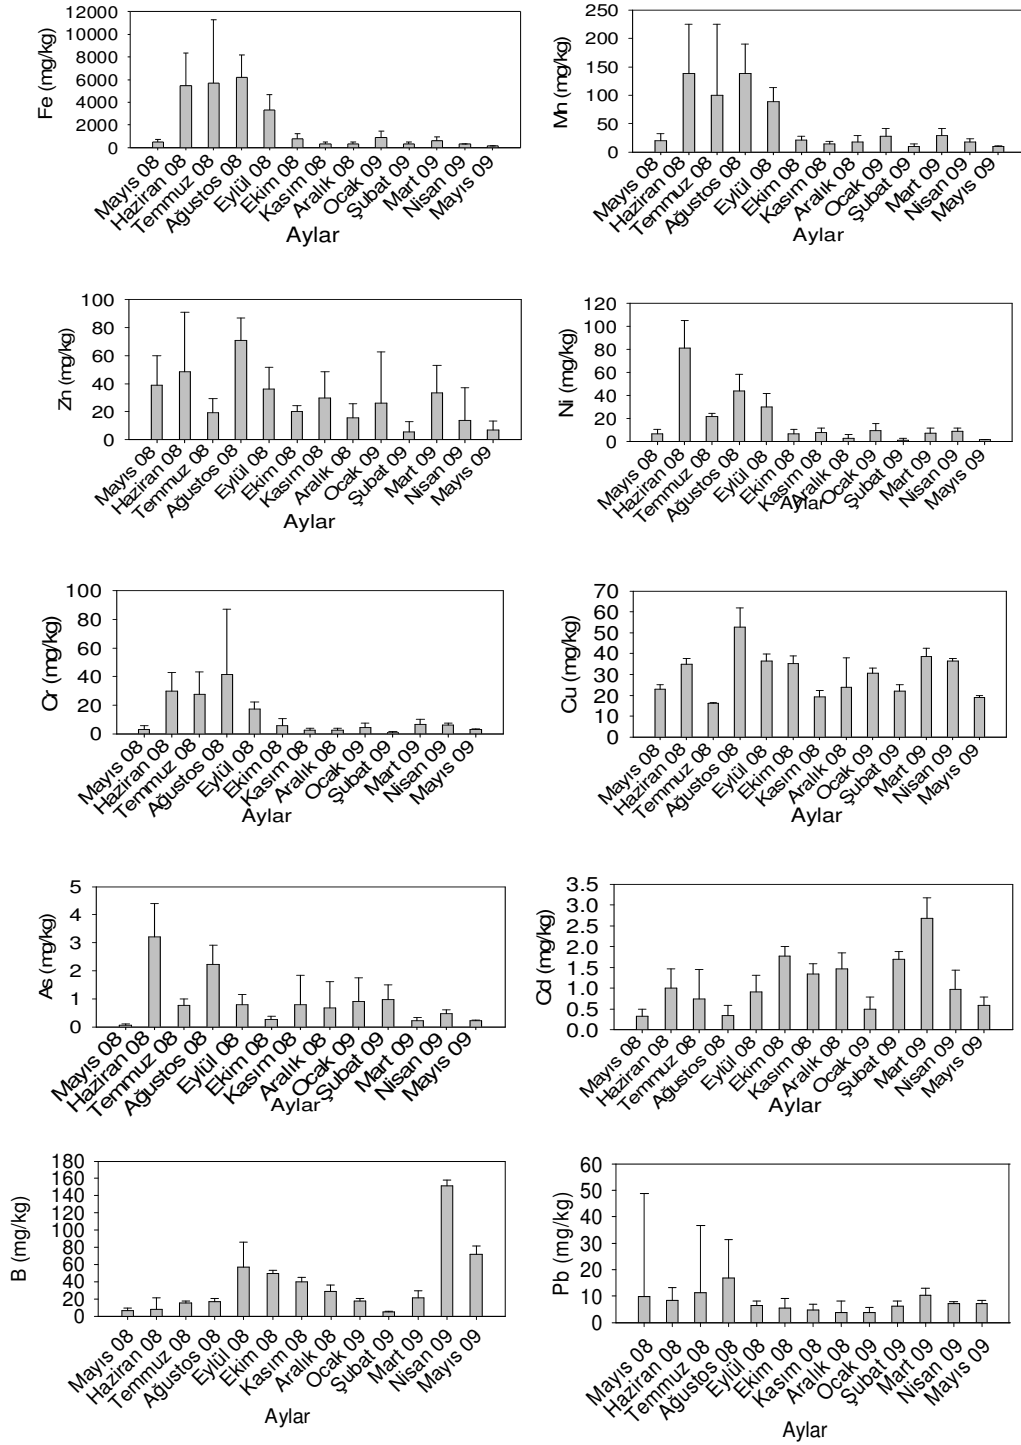 Fe (mg/kg)
12000
10000
8000
6000
4000
2000
0
Mayıs 08
Haziran 08
Temmuz 08
Ağustos 08
Eylül 08
Ekim 08
Kasım 08
Aralık 08
Ocak 09
Şubat 09
Mart 09
Nisan 09
Mayıs 09
Aylar
Mn (mg/kg)
250
200
150
100
50
0
Mayıs 08
Haziran 08
Temmuz 08
Ağustos 08
Eylül 08
Ekim 08
Kasım 08
Aralık 08
Ocak 09
Şubat 09
Mart 09
Nisan 09
Mayıs 09
Aylar
Zn (mg/kg)
100
80
60
40
20
0
Mayıs 08
Haziran 08
Temmuz 08
Ağustos 08
Eylül 08
Ekim 08
Kasım 08
Aralık 08
Ocak 09
Şubat 09
Mart 09
Nisan 09
Mayıs 09
Aylar
Ni (mg/kg)
120
100
80
60
40
20
0
Mayıs 08
Haziran 08
Temmuz 08
Ağustos 08
Eylül 08
Ekim 08
Kasım 08
Aralık 08
Ocak 09
Şubat 09
Mart 09
Nisan 09
Mayıs 09
Aylar
Cr (mg/kg)
100
80
60
40
20
0
Mayıs 08
Haziran 08
Temmuz 08
Ağustos 08
Eylül 08
Ekim 08
Kasım 08
Aralık 08
Ocak 09
Şubat 09
Mart 09
Nisan 09
Mayıs 09
Aylar
Cu (mg/kg)
70
60
50
40
30
20
10
0
Mayıs 08
Haziran 08
Temmuz 08
Ağustos 08
Eylül 08
Ekim 08
Kasım 08
Aralık 08
Ocak 09
Şubat 09
Mart 09
Nisan 09
Mayıs 09
Aylar
As (mg/kg)
5
4
3
2
1
0
Mayıs 08
Haziran 08
Temmuz 08
Ağustos 08
Eylül 08
Ekim 08
Kasım 08
Aralık 08
Ocak 09
Şubat 09
Mart 09
Nisan 09
Mayıs 09
Aylar
Cd (mg/kg)
3.5
3.0
2.5
2.0
1.5
1.0
0.5
0.0
Mayıs 08
Haziran 08
Temmuz 08
Ağustos 08
Eylül 08
Ekim 08
Kasım 08
Aralık 08
Ocak 09
Şubat 09
Mart 09
Nisan 09
Mayıs 09
Aylar
B (mg/kg)
180
160
140
120
100
80
60
40
20
0
Mayıs 08
Haziran 08
Temmuz 08
Ağustos 08
Eylül 08
Ekim 08
Kasım 08
Aralık 08
Ocak 09
Şubat 09
Mart 09
Nisan 09
Mayıs 09
Aylar
Pb (mg/kg)
60
50
40
30
20
10
0
Mayıs 08
Haziran 08
Temmuz 08
Ağustos 08
Eylül 08
Ekim 08
Kasım 08
Aralık 08
Ocak 09
Şubat 09
Mart 09
Nisan 09
Mayıs 09
Aylar